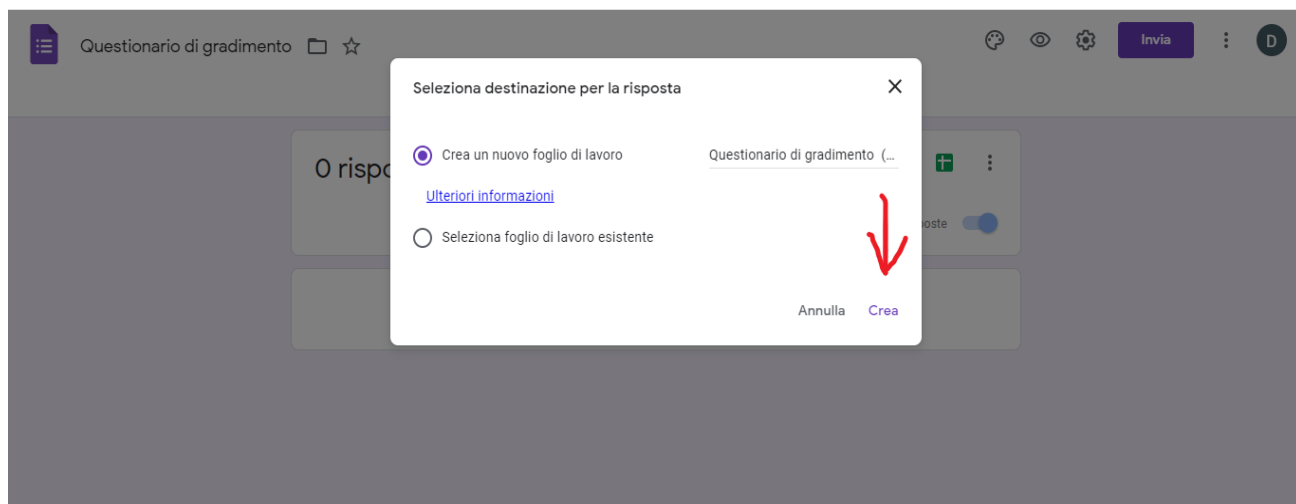 Questionario di gradimento
Invia
D
Seleziona destinazione per la risposta
0 rispo
Crea un nuovo foglio di lavoro
Questionario di gradimento (...
Ulteriori informazioni
Seleziona foglio di lavoro esistente
oste
Annulla
Crea